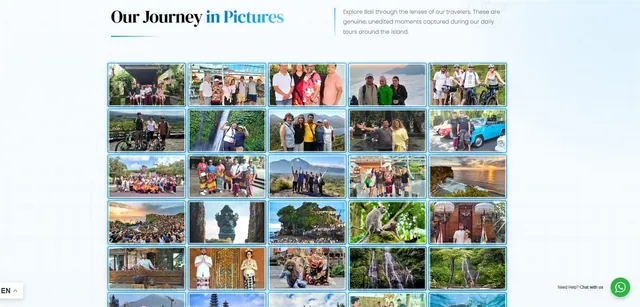 Our Journey in Pictures
Explore Bali through the lenses of our travelers. These are
genuine, unedited moments captured during our daily
tours around the island.
EN
Need Help? Chat with us